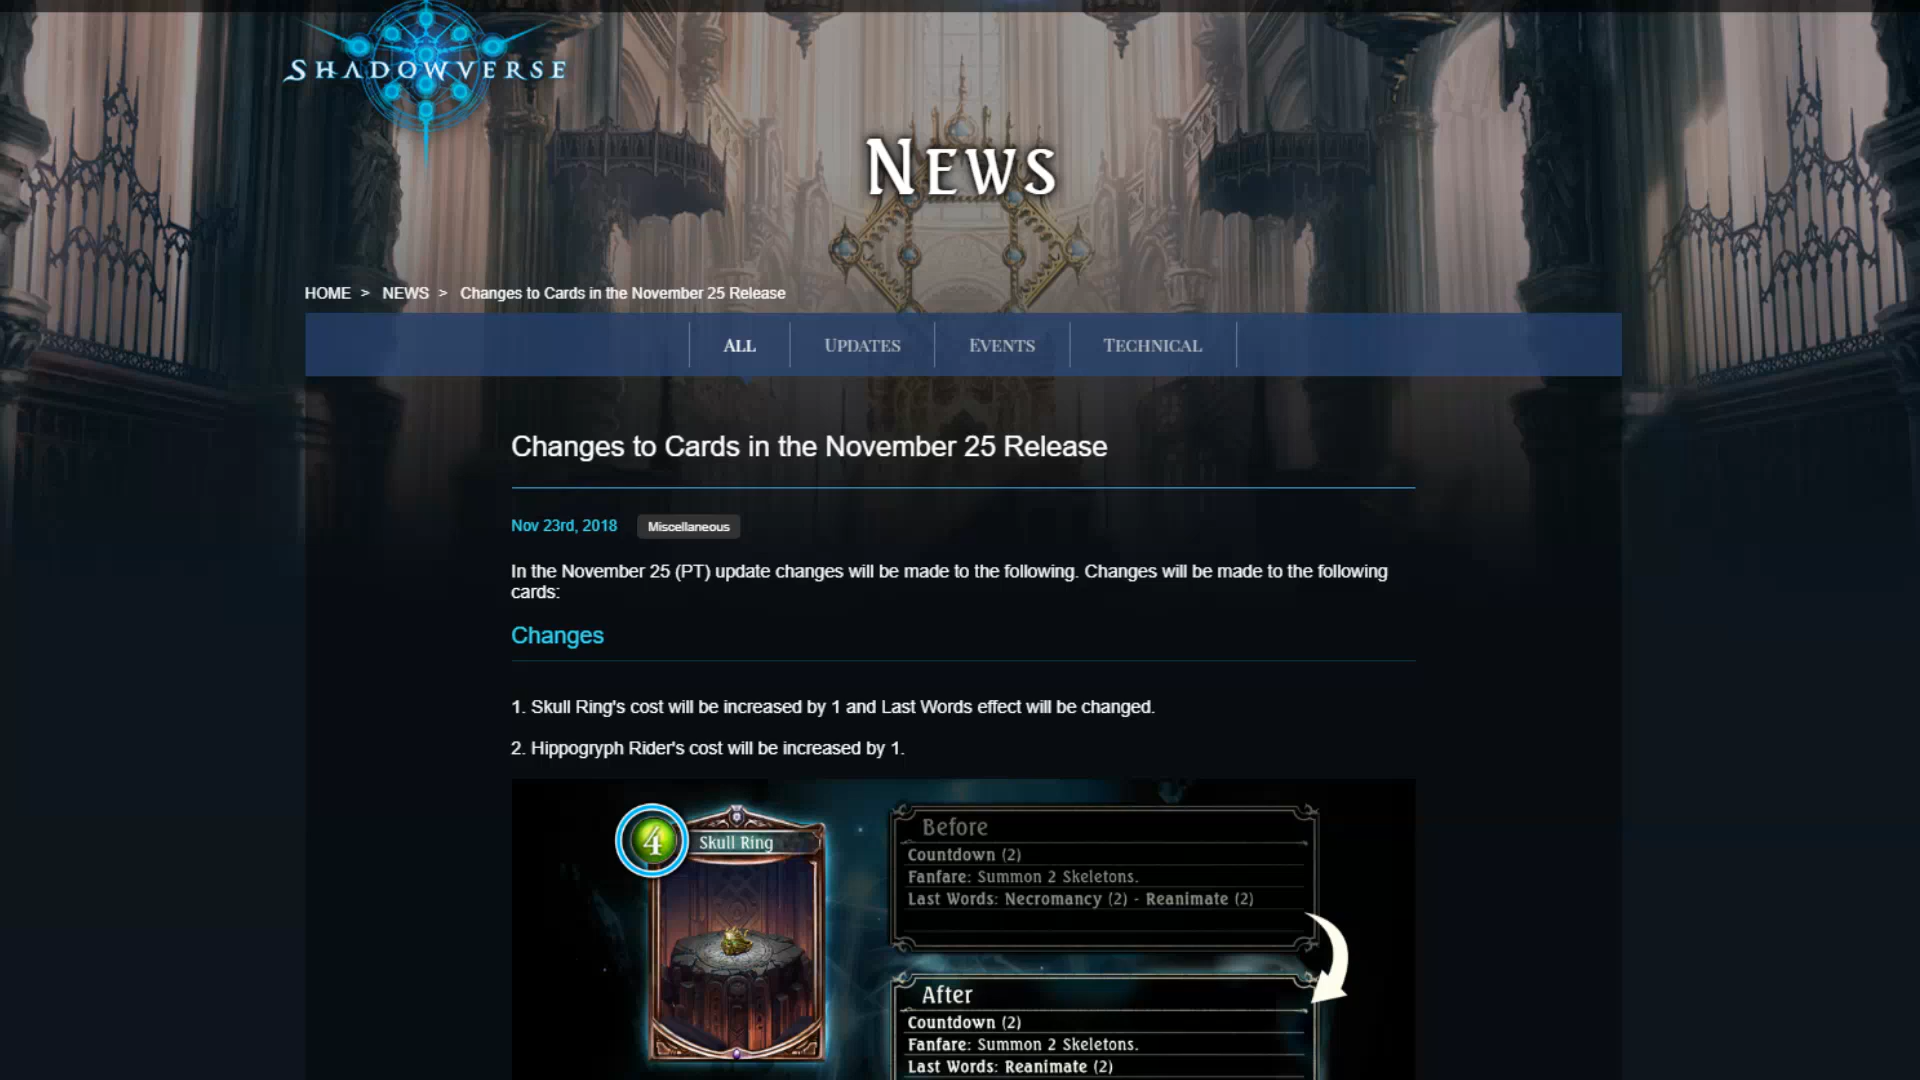 SHADOWVERSE
NEWS
HOME > NEWS > Changes to Cards in the November 25 Release
ALL UPDATES EVENTS TECHNICAL
Changes to Cards in the November 25 Release
Nov 23rd, 2018 Miscellaneous
In the November 25 (PT) update changes will be made to the following. Changes will be made to the following
cards:
Changes
1. Skull Ring's cost will be increased by 1 and Last Words effect will be changed.
2. Hippogryph Rider's cost will be increased by 1.
4 Skull Ring
Before
Countdown (2)
Fanfare: Summon 2 Skeletons.
Last Words: Necromancy (2) - Reanimate (2)
After
Countdown (2)
Fanfare: Summon 2 Skeletons.
Last Words: Reanimate (2)